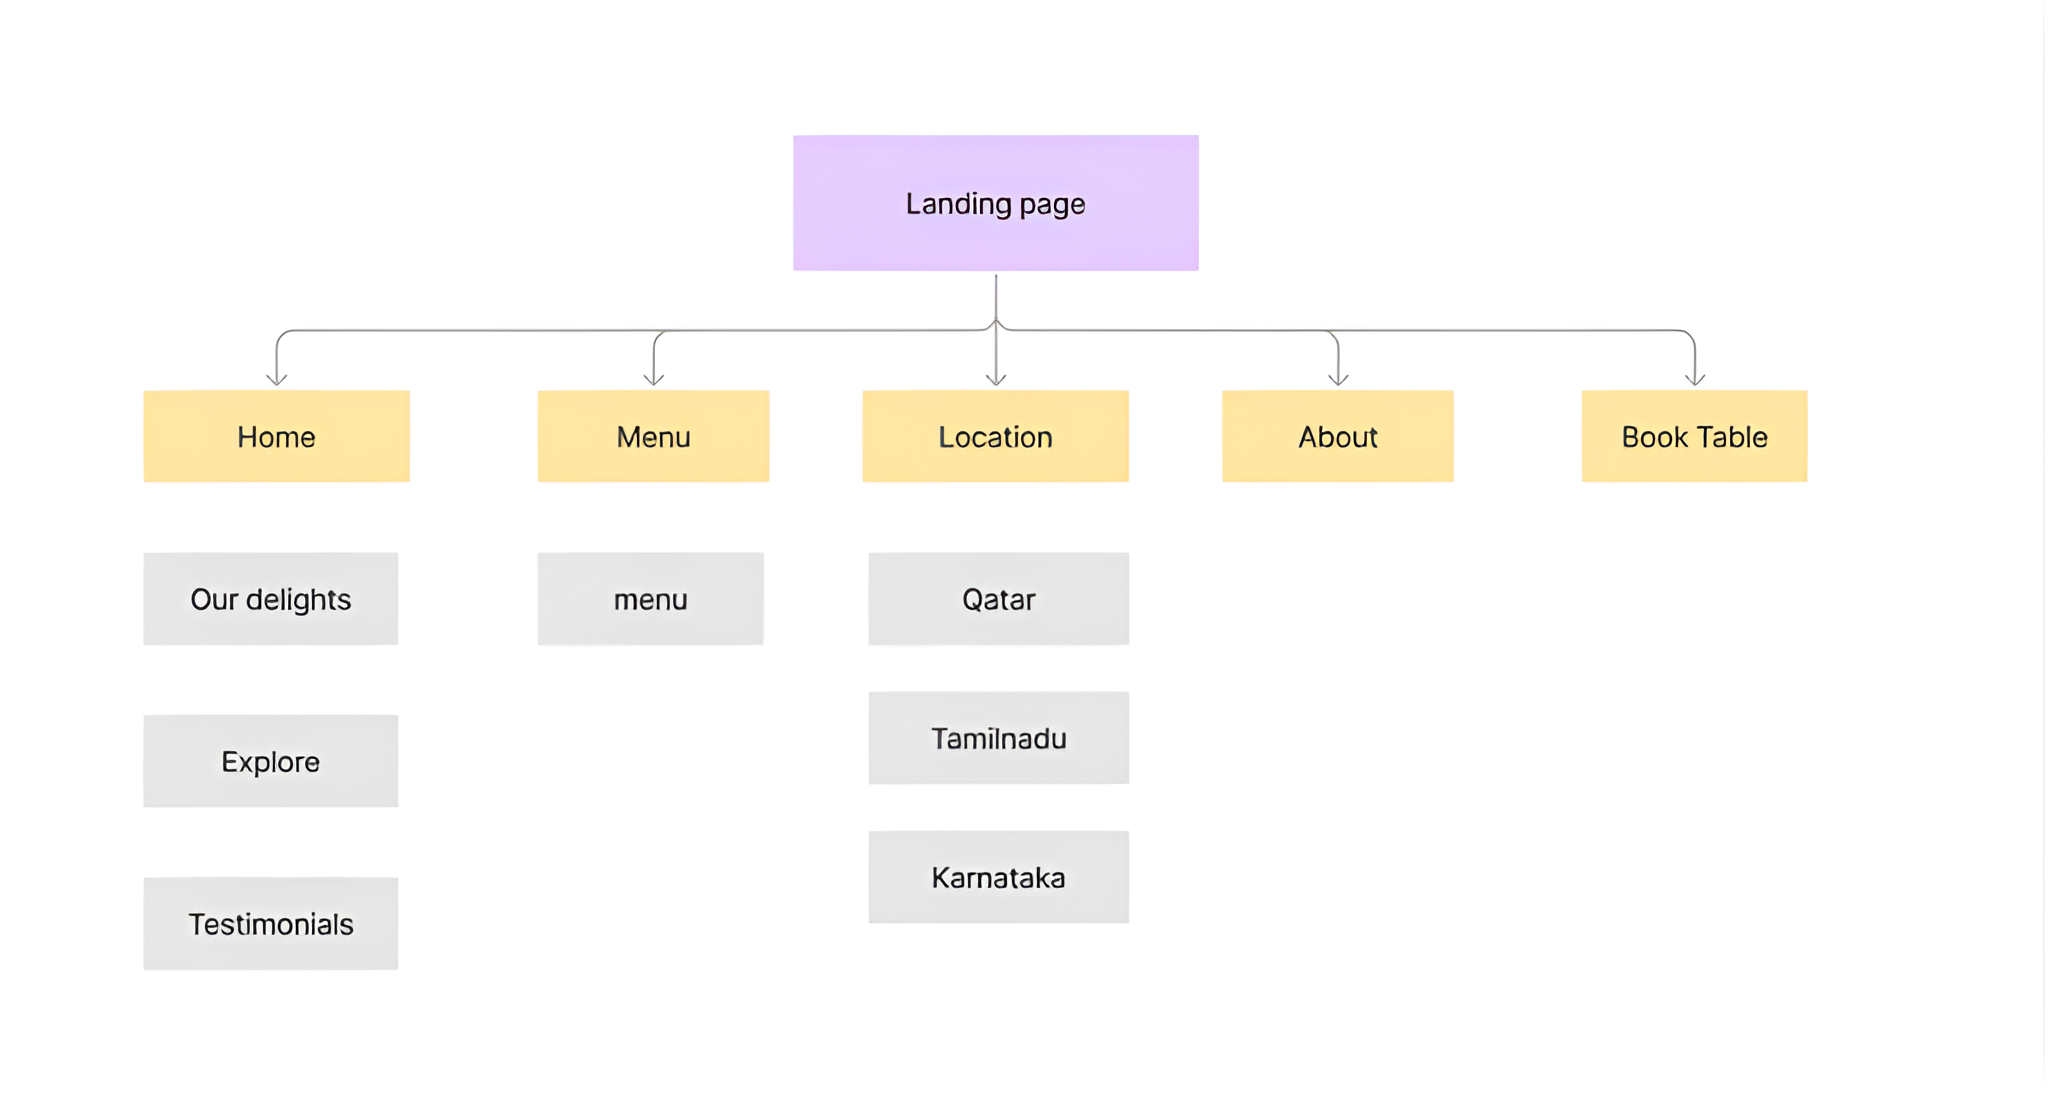 Landing page
Home
Menu
Location
About
Book Table
Our delights
menu
Qatar
Tamilnadu
Explore
Karnataka
Testimonials